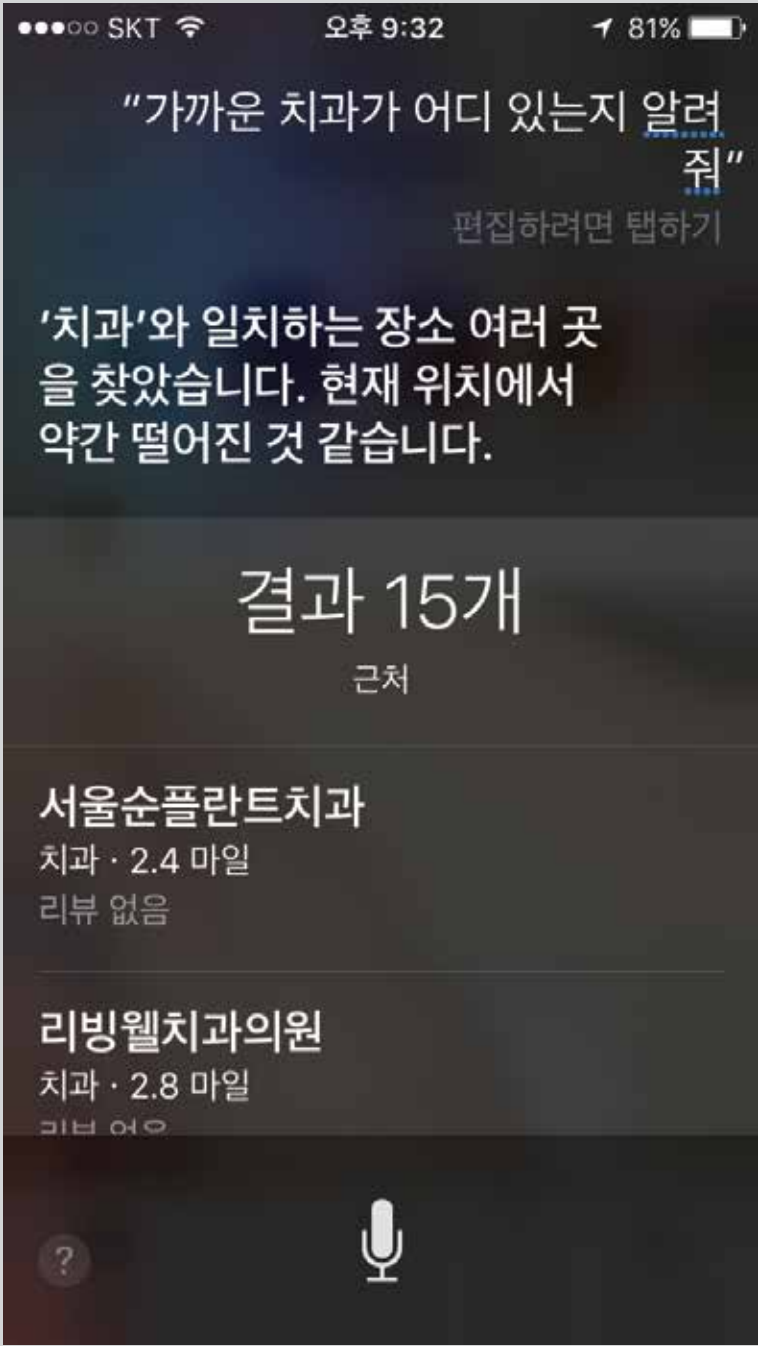 SKT 오후 9:32 81%
“가까운 치과가 어디 있는지 알려
줘”
편집하려면 탭하기
‘치과’와 일치하는 장소 여러 곳
을 찾았습니다. 현재 위치에서
약간 떨어진 것 같습니다.
결과 15개
근처
서울순플란트치과
치과 · 2.4 마일
리뷰 없음
리빙웰치과의원
치과 · 2.8 마일
리뷰 없음
?